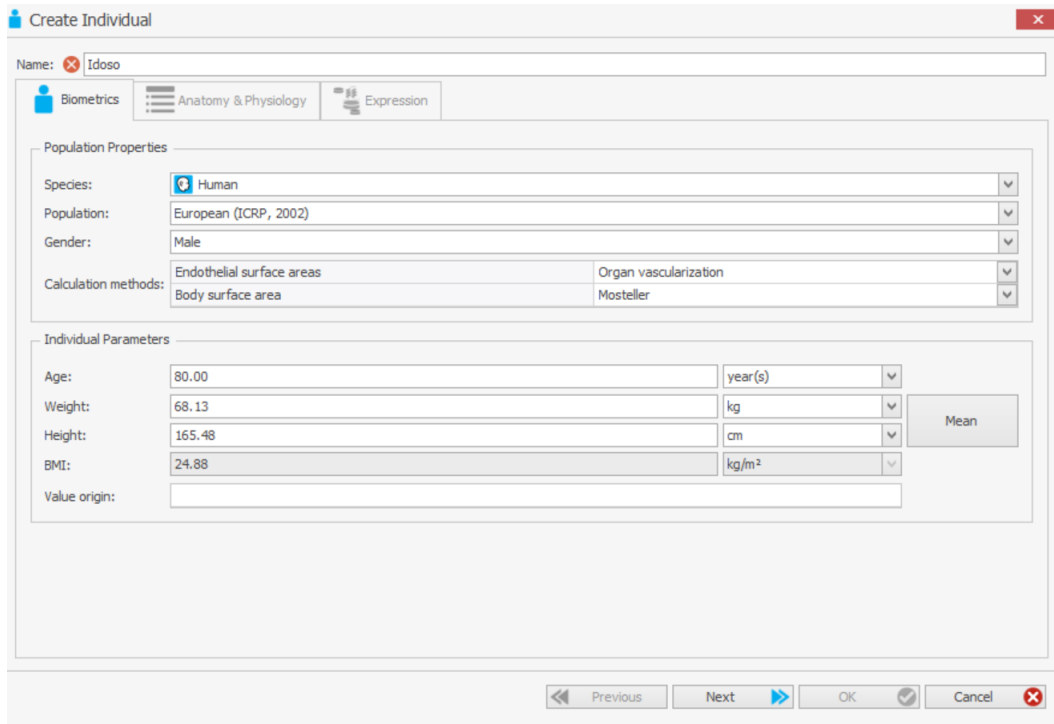 Create Individual
Name: Idoso
Biometrics Anatomy & Physiology Expression
Population Properties
Species: Human
Population: European (ICRP, 2002)
Gender: Male
Calculation methods:
Endothelial surface areas Organ vascularization
Body surface area Mosteller
Individual Parameters
Age: 80.00 year(s)
Weight: 68.13 kg
Height: 165.48 cm
Mean
BMI: 24.88 kg/m²
Value origin:
Previous Next OK Cancel